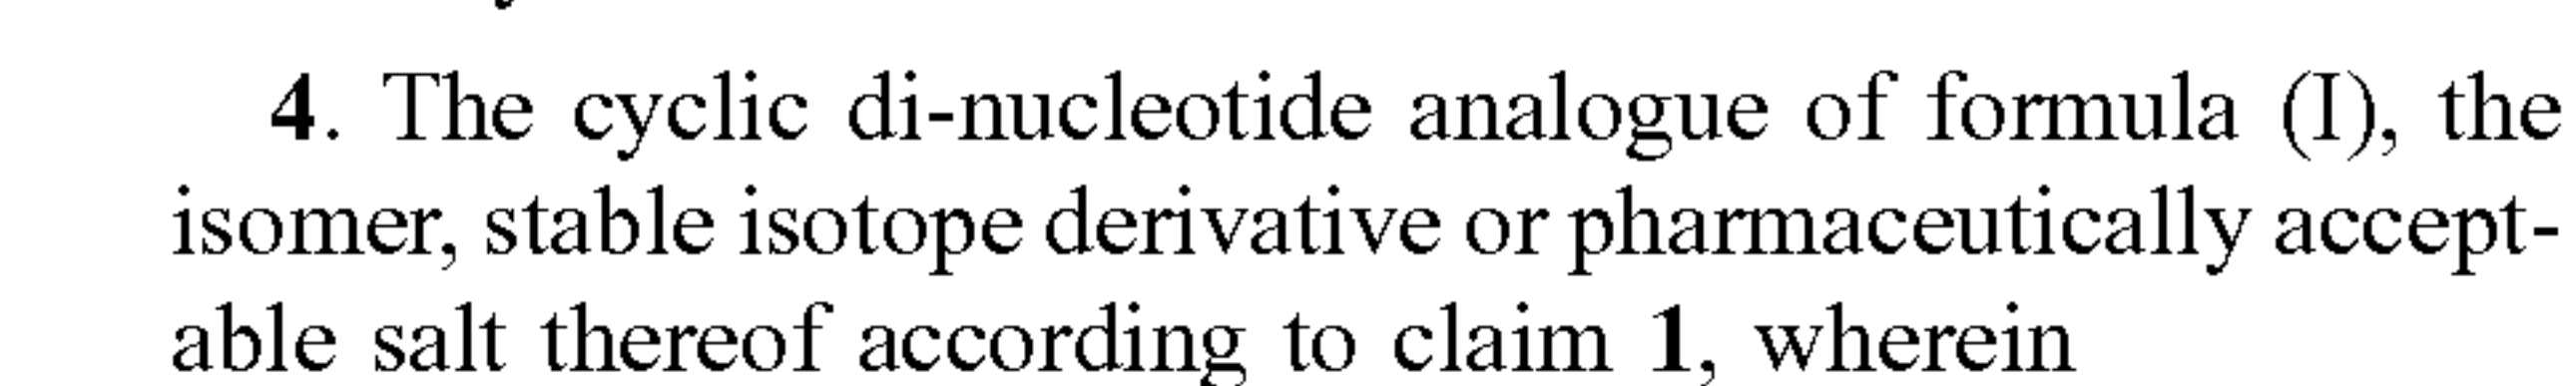 4. The cyclic di-nucleotide analogue of formula (I), the
isomer, stable isotope derivative or pharmaceutically accept-
able salt thereof according to claim 1, wherein